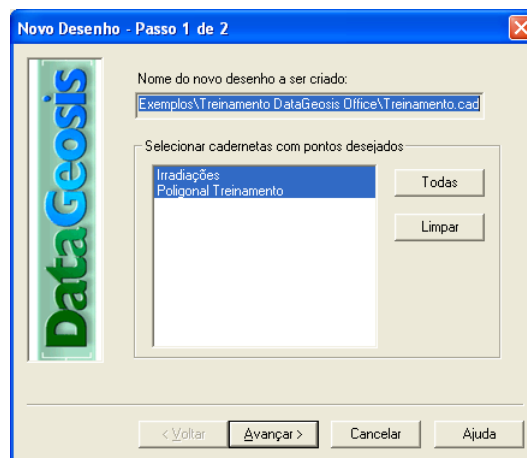 Novo Desenho - Passo 1 de 2
DataGeosis
Nome do novo desenho a ser criado:
Exemplos\Treinamento DataGeosis Office\Treinamento.cad
Selecionar cadernetas com pontos desejados
Irradiações
Poligonal Treinamento
Todas
Limpar
< Voltar
Avançar >
Cancelar
Ajuda